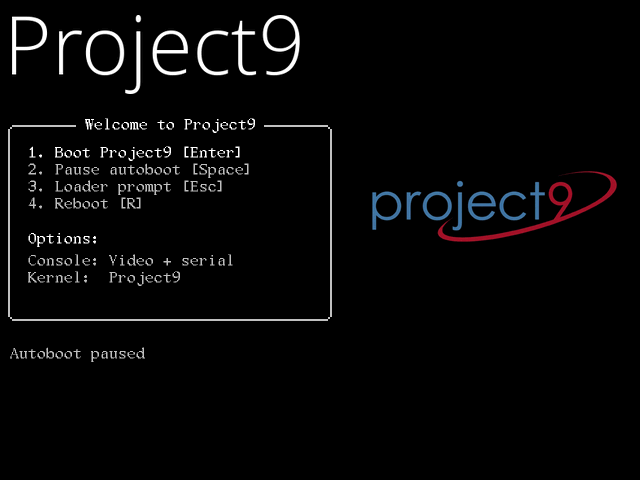 Project9
Welcome to Project9
1. Boot Project9 [Enter]
2. Pause autoboot [Space]
3. Loader prompt [Esc]
4. Reboot [R]
Options:
Console: Video + serial
Kernel: Project9
project9
Autoboot paused